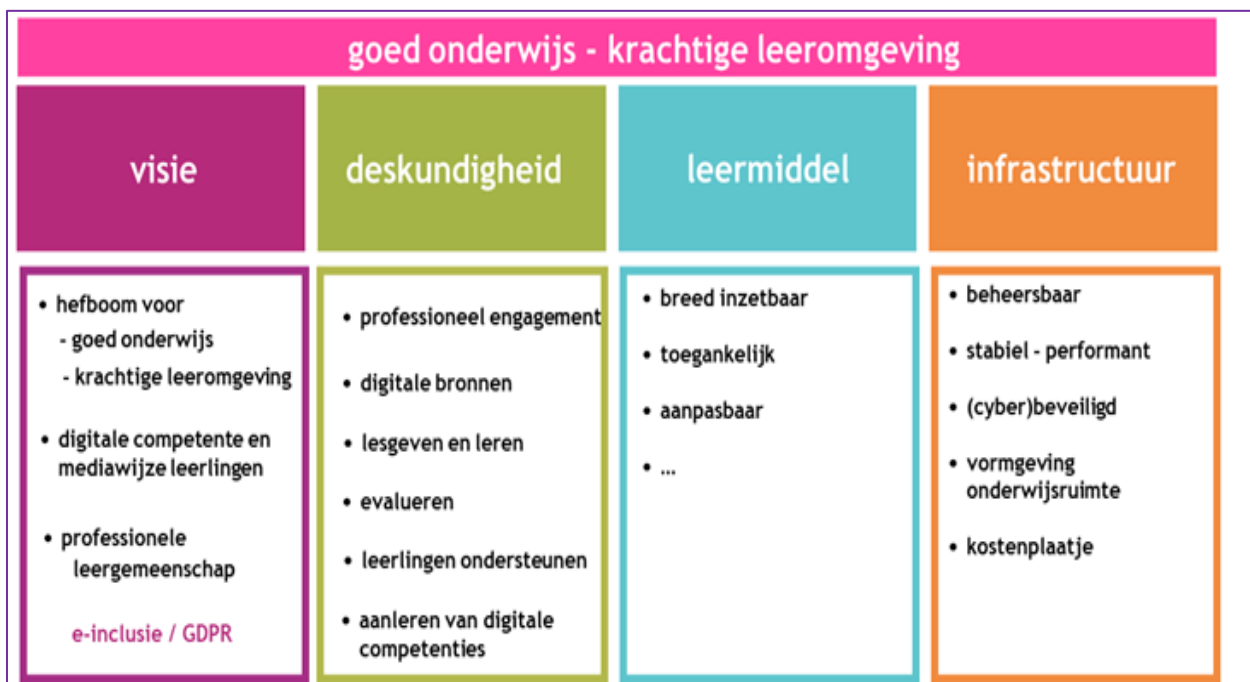 goed onderwijs - krachtige leeromgeving
visie
deskundigheid
leermiddel
infrastructuur
• hefboom voor
- goed onderwijs
- krachtige leeromgeving
• digitale competente en
mediawijze leerlingen
• professionele
leergemeenschap
e-inclusie / GDPR
• professioneel engagement
• digitale bronnen
• lesgeven en leren
• evalueren
• leerlingen ondersteunen
• aanleren van digitale
competenties
• breed inzetbaar
• toegankelijk
• aanpasbaar
• ...
• beheersbaar
• stabiel - performant
• (cyber)beveiligd
• vormgeving
onderwijsruimte
• kostenplaatje